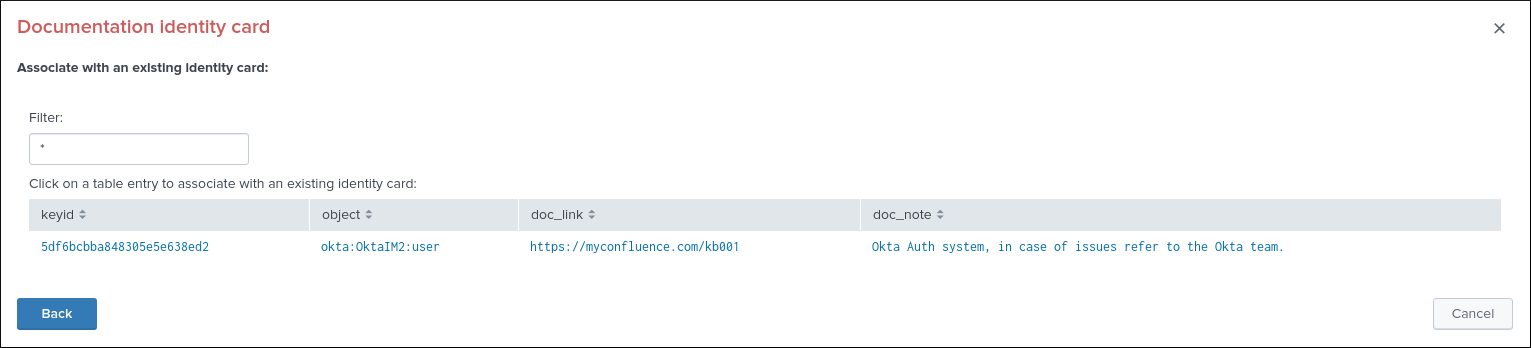 Documentation identity card
×
Associate with an existing identity card:
Filter:
*
Click on a table entry to associate with an existing identity card:
keyid object doc_link doc_note
5df6bcbba848305e5e638ed2 okta:OktaIM2:user https://myconfluence.com/kb001 Okta Auth system, in case of issues refer to the Okta team.
Back Cancel